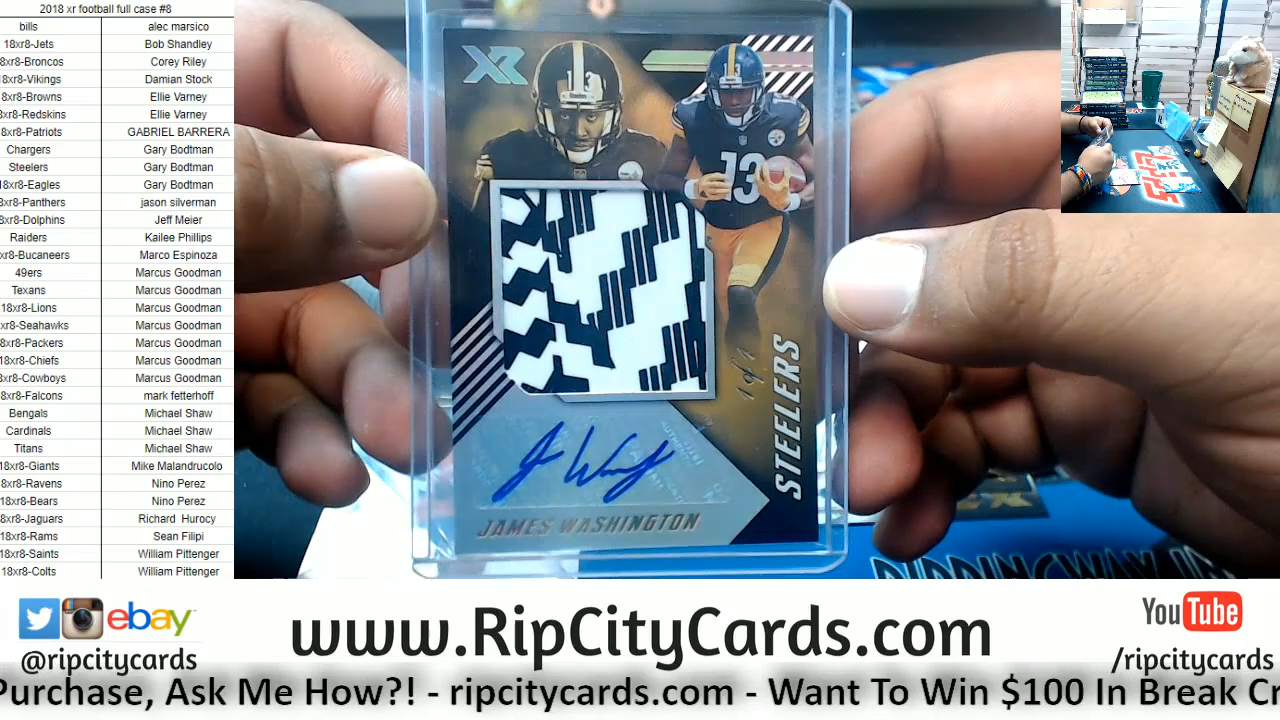 2018 xr football full case #8
bills alec marsico
18xr8-Jets Bob Shandley
8xr8-Broncos Corey Riley
18xr8-Vikings Damian Stock
8xr8-Browns Ellie Varney
xr8-Redskins Ellie Varney
8xr8-Patriots GABRIEL BARRERA
Chargers Gary Bodtman
Steelers Gary Bodtman
18xr8-Eagles Gary Bodtman
8xr8-Panthers jason silverman
8xr8-Dolphins Jeff Meier
Raiders Kailee Phillips
xr8-Bucaneers Marco Espinoza
49ers Marcus Goodman
Texans Marcus Goodman
18xr8-Lions Marcus Goodman
xr8-Seahawks Marcus Goodman
8xr8-Packers Marcus Goodman
18xr8-Chiefs Marcus Goodman
8xr8-Cowboys Marcus Goodman
8xr8-Falcons mark fetterhoff
Bengals Michael Shaw
Cardinals Michael Shaw
Titans Michael Shaw
18xr8-Giants Mike Malandrucolo
8xr8-Ravens Nino Perez
18xr8-Bears Nino Perez
8xr8-Jaguars Richard Hurocy
18xr8-Rams Sean Filipi
18xr8-Saints William Pittenger
18xr8-Colts William Pittenger
XR
13
13
1 of 1
STEELERS
JAMES WASHINGTON
ebay
@ripcitycards
www.RipCityCards.com
YouTube
/ripcitycards
Purchase, Ask Me How?! - ripcitycards.com - Want To Win $100 In Break Cr